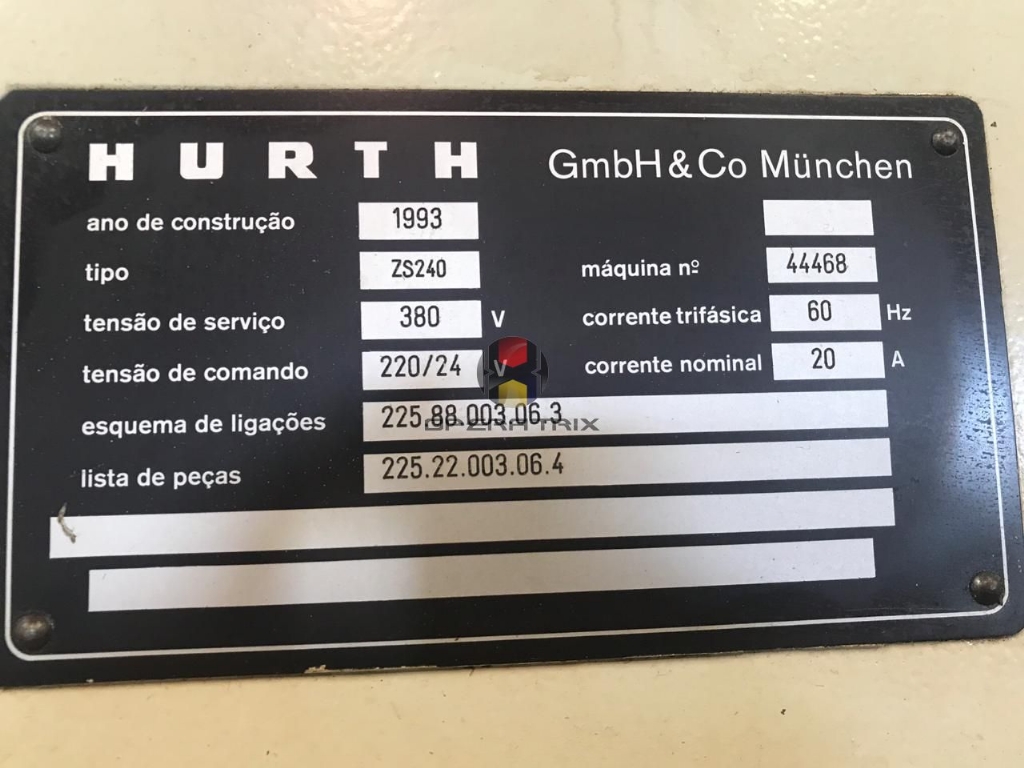 HURTH GmbH & Co München
ano de construção 1993
tipo ZS240 máquina nº 44468
tensão de serviço 380 V corrente trifásica 60 Hz
tensão de comando 220/24 V corrente nominal 20 A
esquema de ligações 225.88.003.06.3
OPERATRIX
lista de peças 225.22.003.06.4